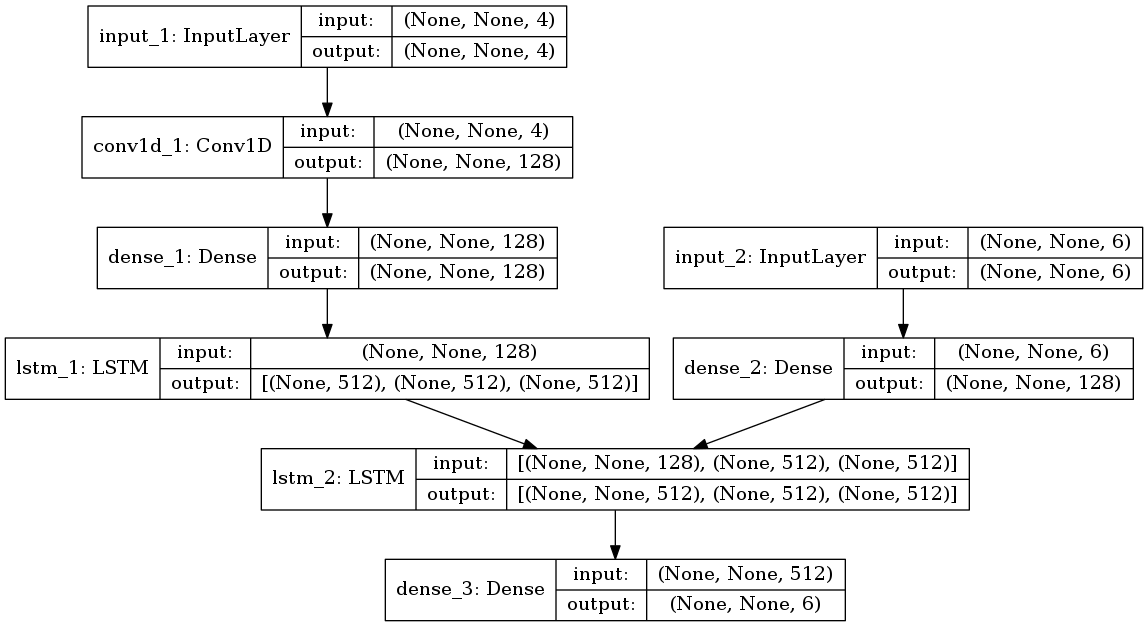 input_1: InputLayer
input: (None, None, 4)
output: (None, None, 4)
conv1d_1: Conv1D
input: (None, None, 4)
output: (None, None, 128)
dense_1: Dense
input: (None, None, 128)
output: (None, None, 128)
input_2: InputLayer
input: (None, None, 6)
output: (None, None, 6)
lstm_1: LSTM
input: (None, None, 128)
output: [(None, 512), (None, 512), (None, 512)]
dense_2: Dense
input: (None, None, 6)
output: (None, None, 128)
lstm_2: LSTM
input: [(None, None, 128), (None, 512), (None, 512)]
output: [(None, None, 512), (None, 512), (None, 512)]
dense_3: Dense
input: (None, None, 512)
output: (None, None, 6)